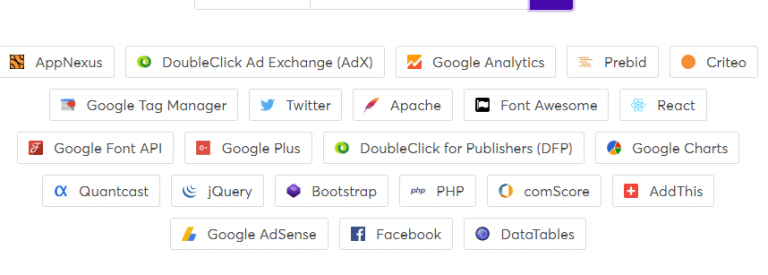 AppNexus DoubleClick Ad Exchange (AdX) Google Analytics Prebid Criteo
Google Tag Manager Twitter Apache Font Awesome React
Google Font API G+ Google Plus DoubleClick for Publishers (DFP) Google Charts
Quantcast jQuery Bootstrap php PHP comScore AddThis
Google AdSense Facebook DataTables